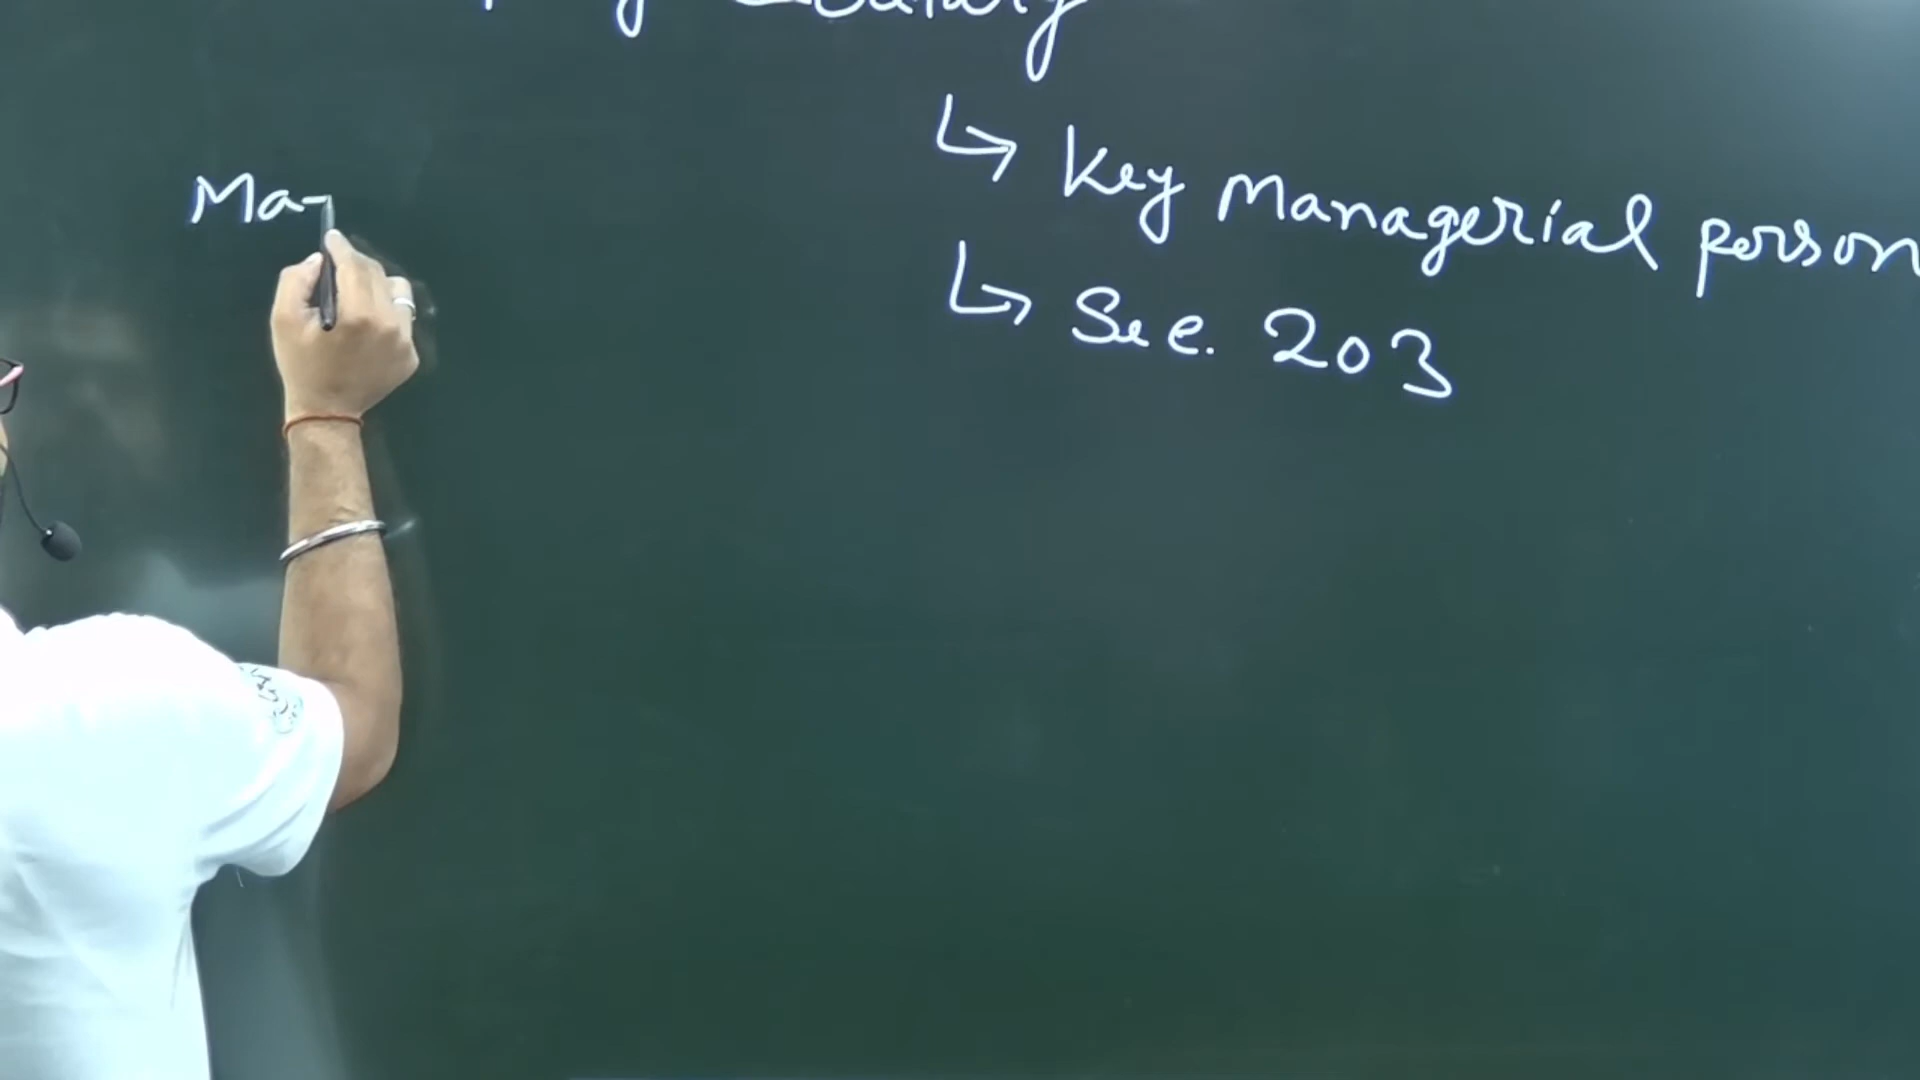 ↳ Key Managerial person
Ma
↳ Sec. 203